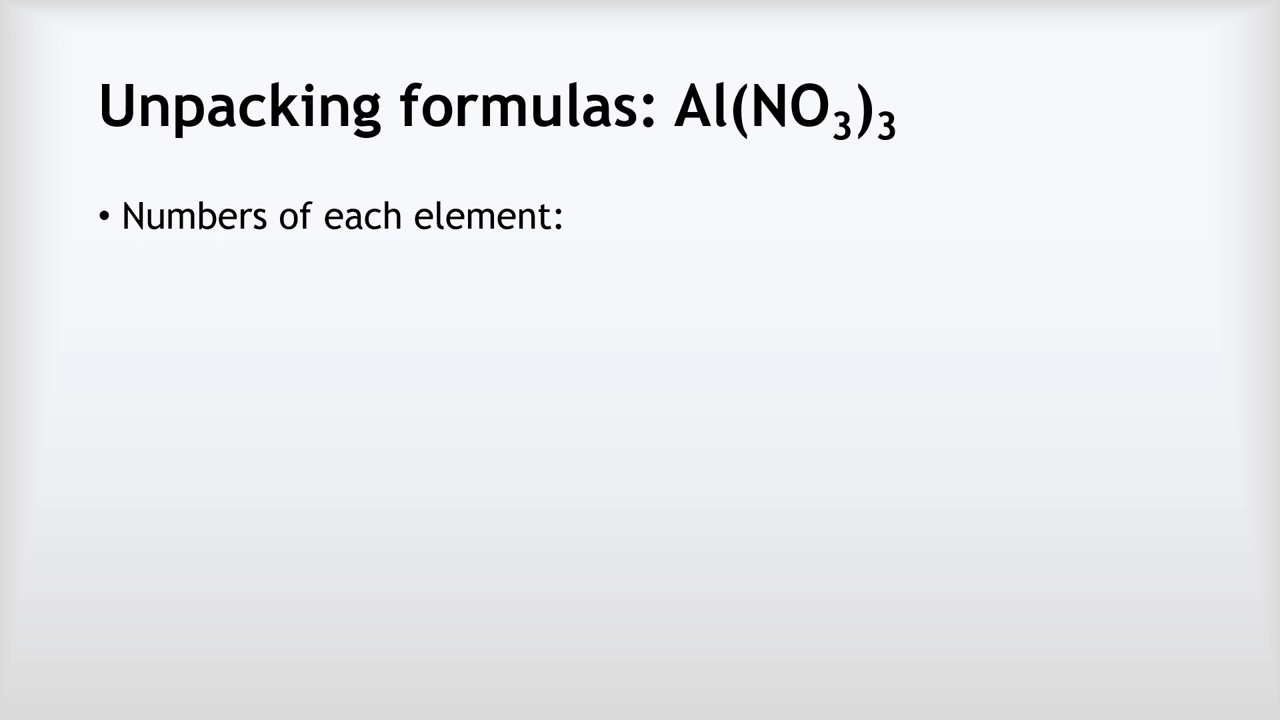 Unpacking formulas: Al(NO₃)₃
• Numbers of each element: